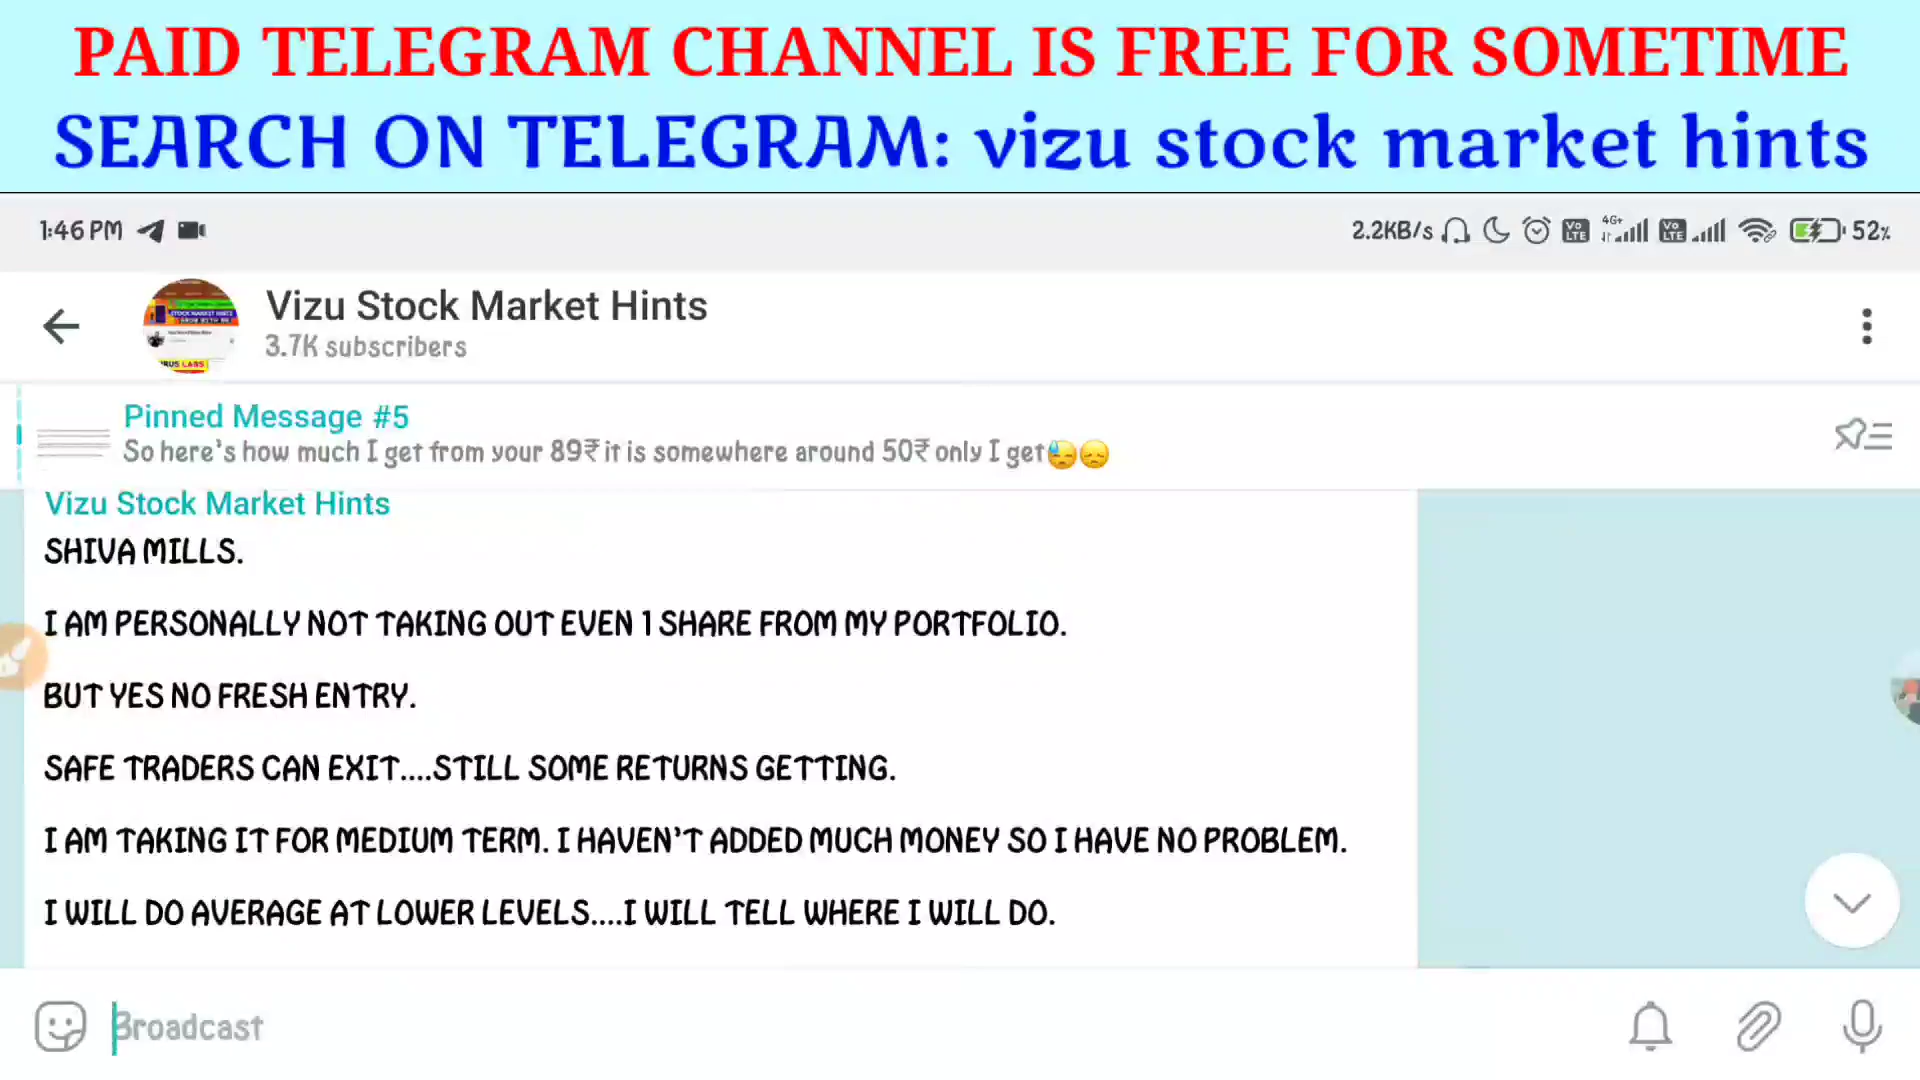 PAID TELEGRAM CHANNEL IS FREE FOR SOMETIME
SEARCH ON TELEGRAM: vizu stock market hints
1:46 PM 2.2KB/s 4G+ Vo LTE Vo LTE 52%
Vizu Stock Market Hints
3.7K subscribers
Pinned Message #5
So here's how much I get from your 89₹ it is somewhere around 50₹ only I get😓😞
Vizu Stock Market Hints
SHIVA MILLS.
I AM PERSONALLY NOT TAKING OUT EVEN 1 SHARE FROM MY PORTFOLIO.
BUT YES NO FRESH ENTRY.
SAFE TRADERS CAN EXIT....STILL SOME RETURNS GETTING.
I AM TAKING IT FOR MEDIUM TERM. I HAVEN'T ADDED MUCH MONEY SO I HAVE NO PROBLEM.
I WILL DO AVERAGE AT LOWER LEVELS....I WILL TELL WHERE I WILL DO.
Broadcast